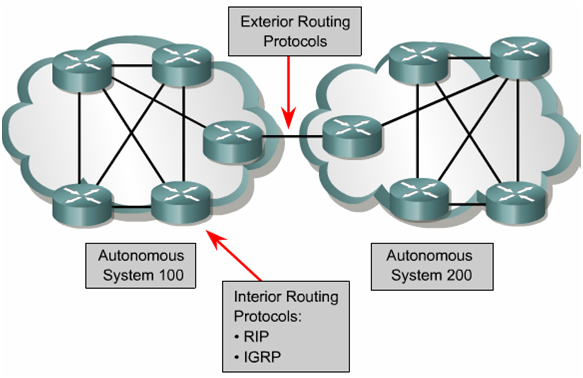 Exterior Routing
Protocols
Autonomous
System 100
Autonomous
System 200
Interior Routing
Protocols:
• RIP
• IGRP